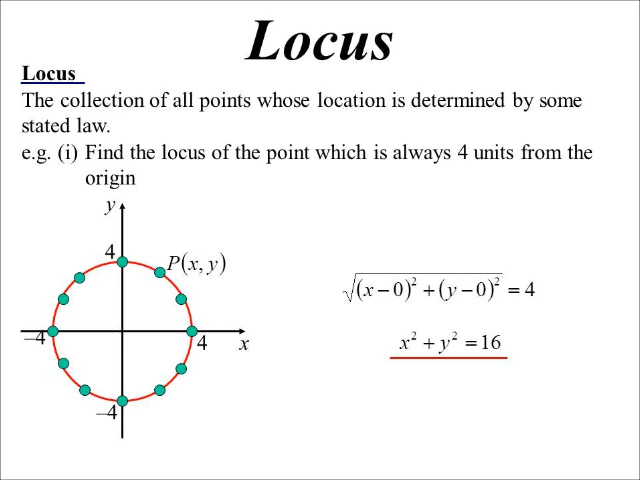 Locus
Locus
The collection of all points whose location is determined by some
stated law.
e.g. (i) Find the locus of the point which is always 4 units from the
origin
y
4
P(x, y)
–4
4
x
–4
√((x − 0)² + (y − 0)²) = 4
x² + y² = 16